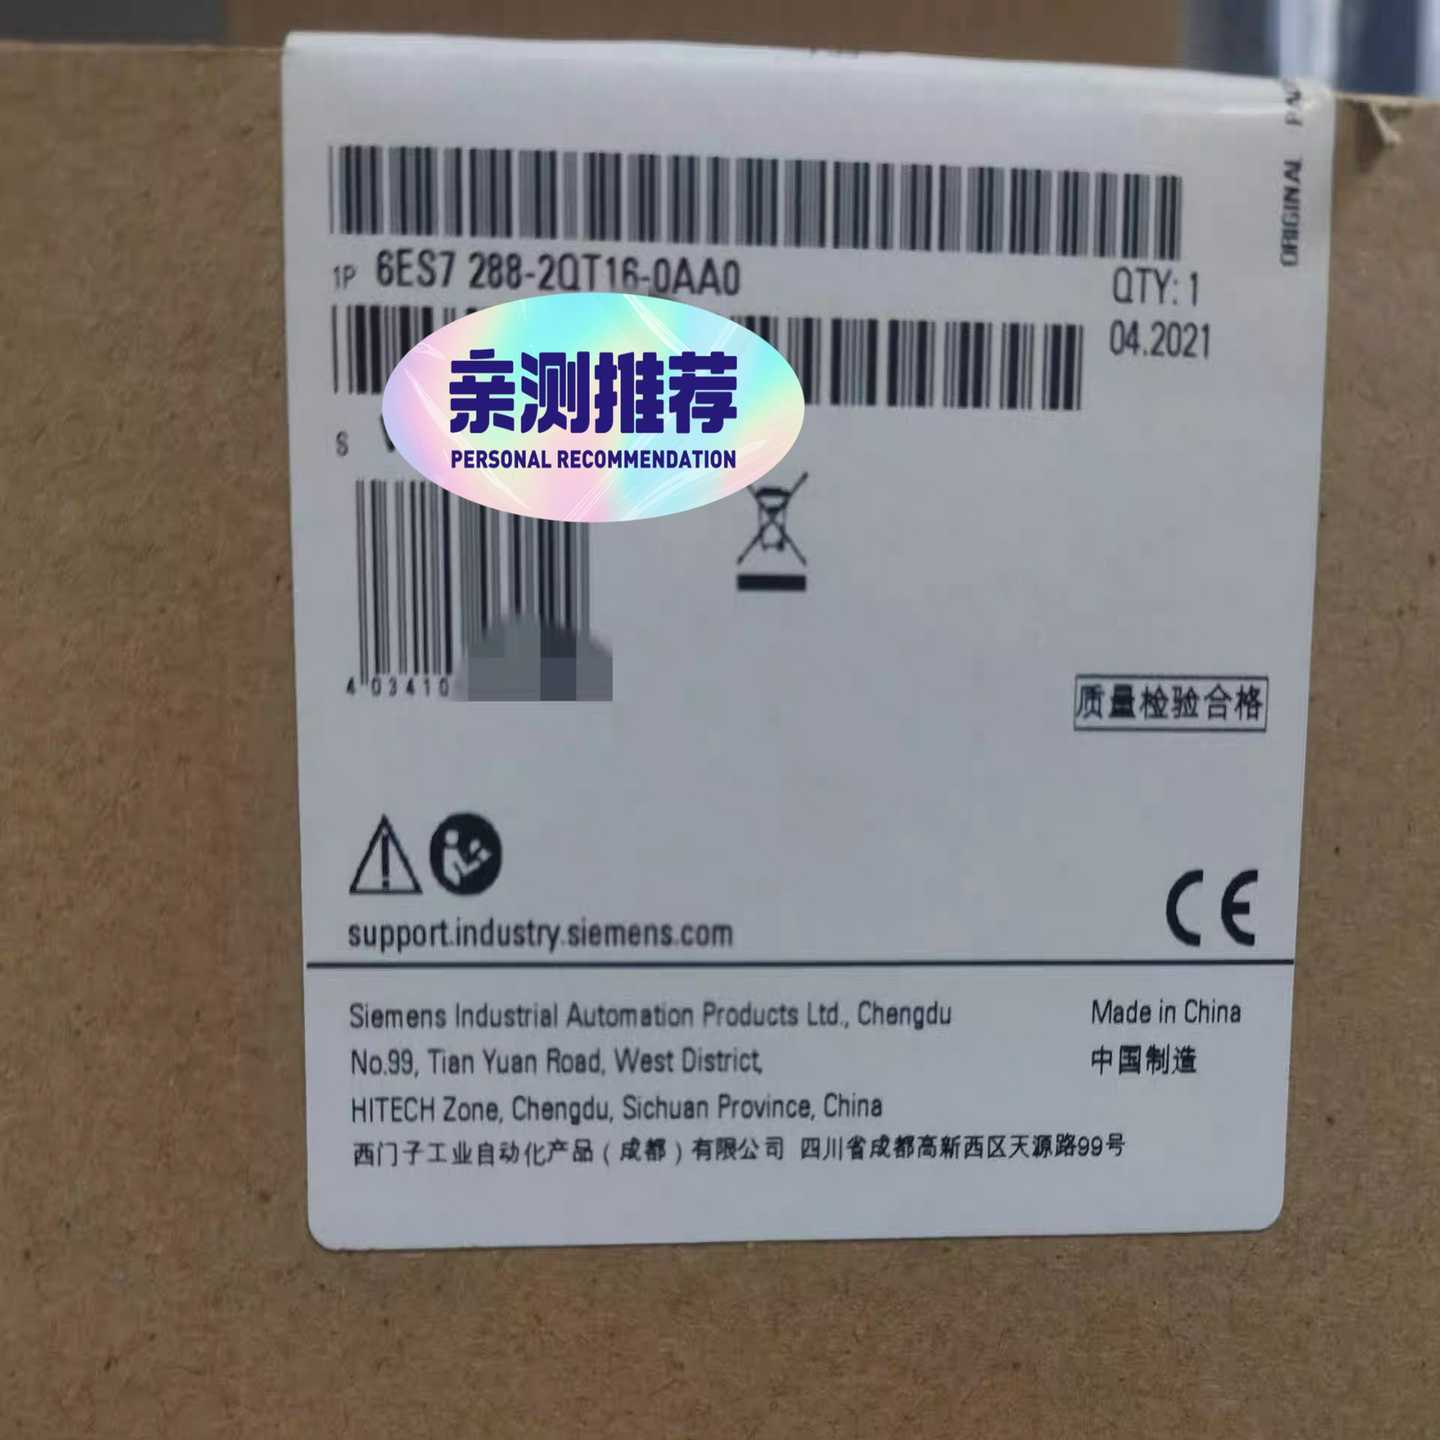 ORIGINAL
1P 6ES7 288-2QT16-0AA0
QTY: 1
04.2021
亲测推荐
PERSONAL RECOMMENDATION
S
4 03410
质量检验合格
support.industry.siemens.com
CE
Siemens Industrial Automation Products Ltd., Chengdu
Made in China
No.99, Tian Yuan Road, West District,
中国制造
HITECH Zone, Chengdu, Sichuan Province, China
西门子工业自动化产品(成都)有限公司 四川省成都高新西区天源路99号